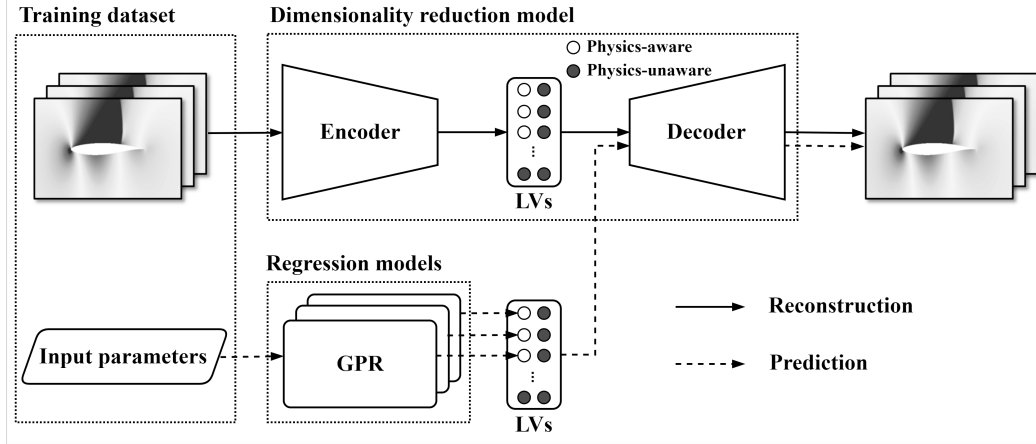 Training dataset
Dimensionality reduction model
Physics-aware
Physics-unaware
Encoder
Decoder
LVs
Regression models
Input parameters
GPR
LVs
Reconstruction
Prediction